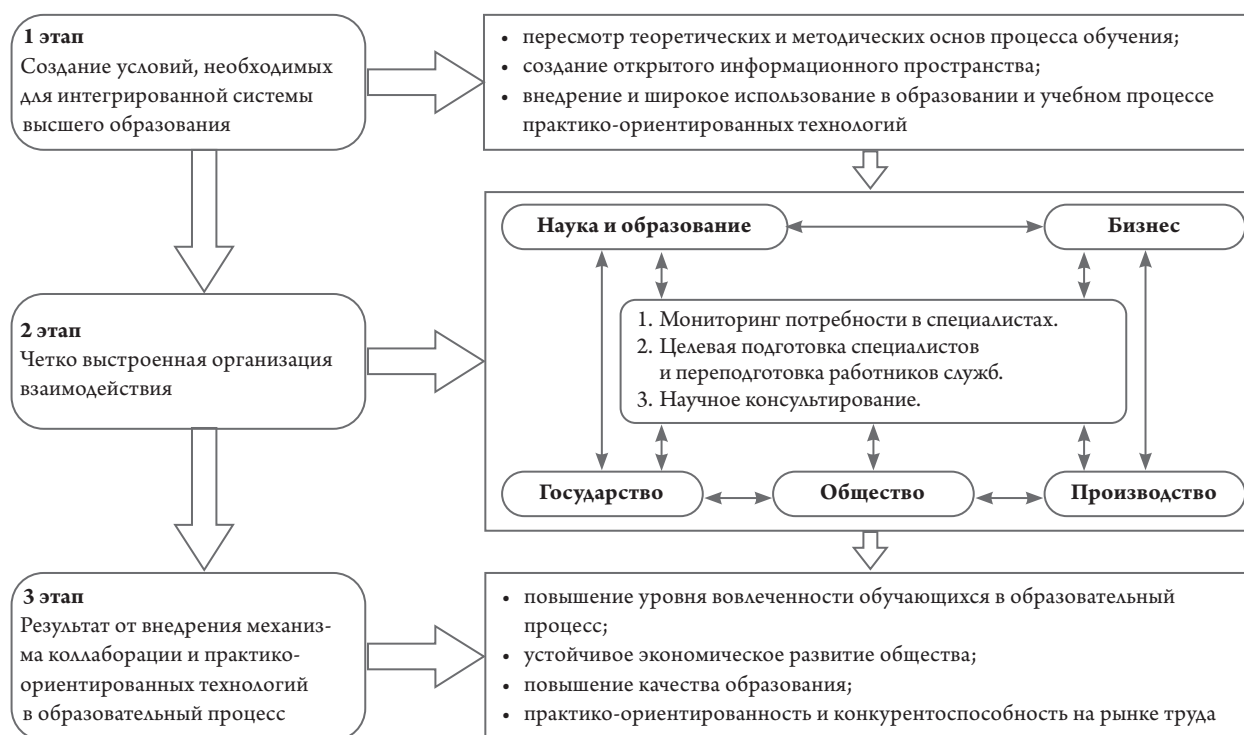 1 этап
Создание условий, необходимых
для интегрированной системы
высшего образования
• пересмотр теоретических и методических основ процесса обучения;
• создание открытого информационного пространства;
• внедрение и широкое использование в образовании и учебном процессе
практико-ориентированных технологий
2 этап
Четко выстроенная организация
взаимодействия
Наука и образование
Бизнес
1. Мониторинг потребности в специалистах.
2. Целевая подготовка специалистов
и переподготовка работников служб.
3. Научное консультирование.
Государство
Общество
Производство
3 этап
Результат от внедрения механиз-
ма коллаборации и практико-
ориентированных технологий
в образовательный процесс
• повышение уровня вовлеченности обучающихся в образовательный
процесс;
• устойчивое экономическое развитие общества;
• повышение качества образования;
• практико-ориентированность и конкурентоспособность на рынке труда